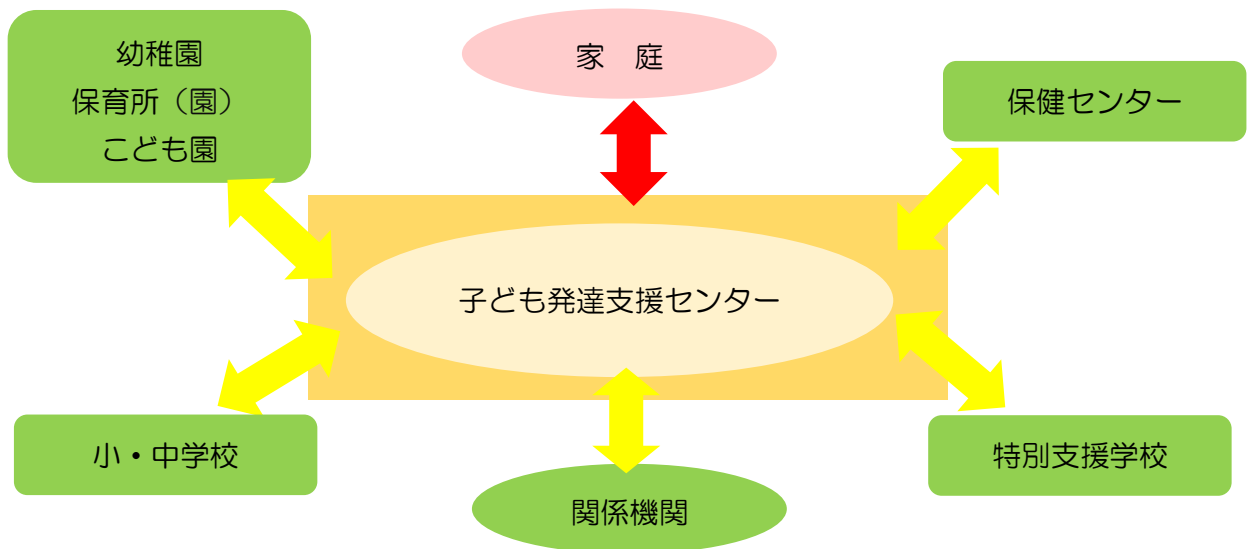 幼稚園
保育所（園）
こども園
家　庭
保健センター
子ども発達支援センター
小・中学校
関係機関
特別支援学校